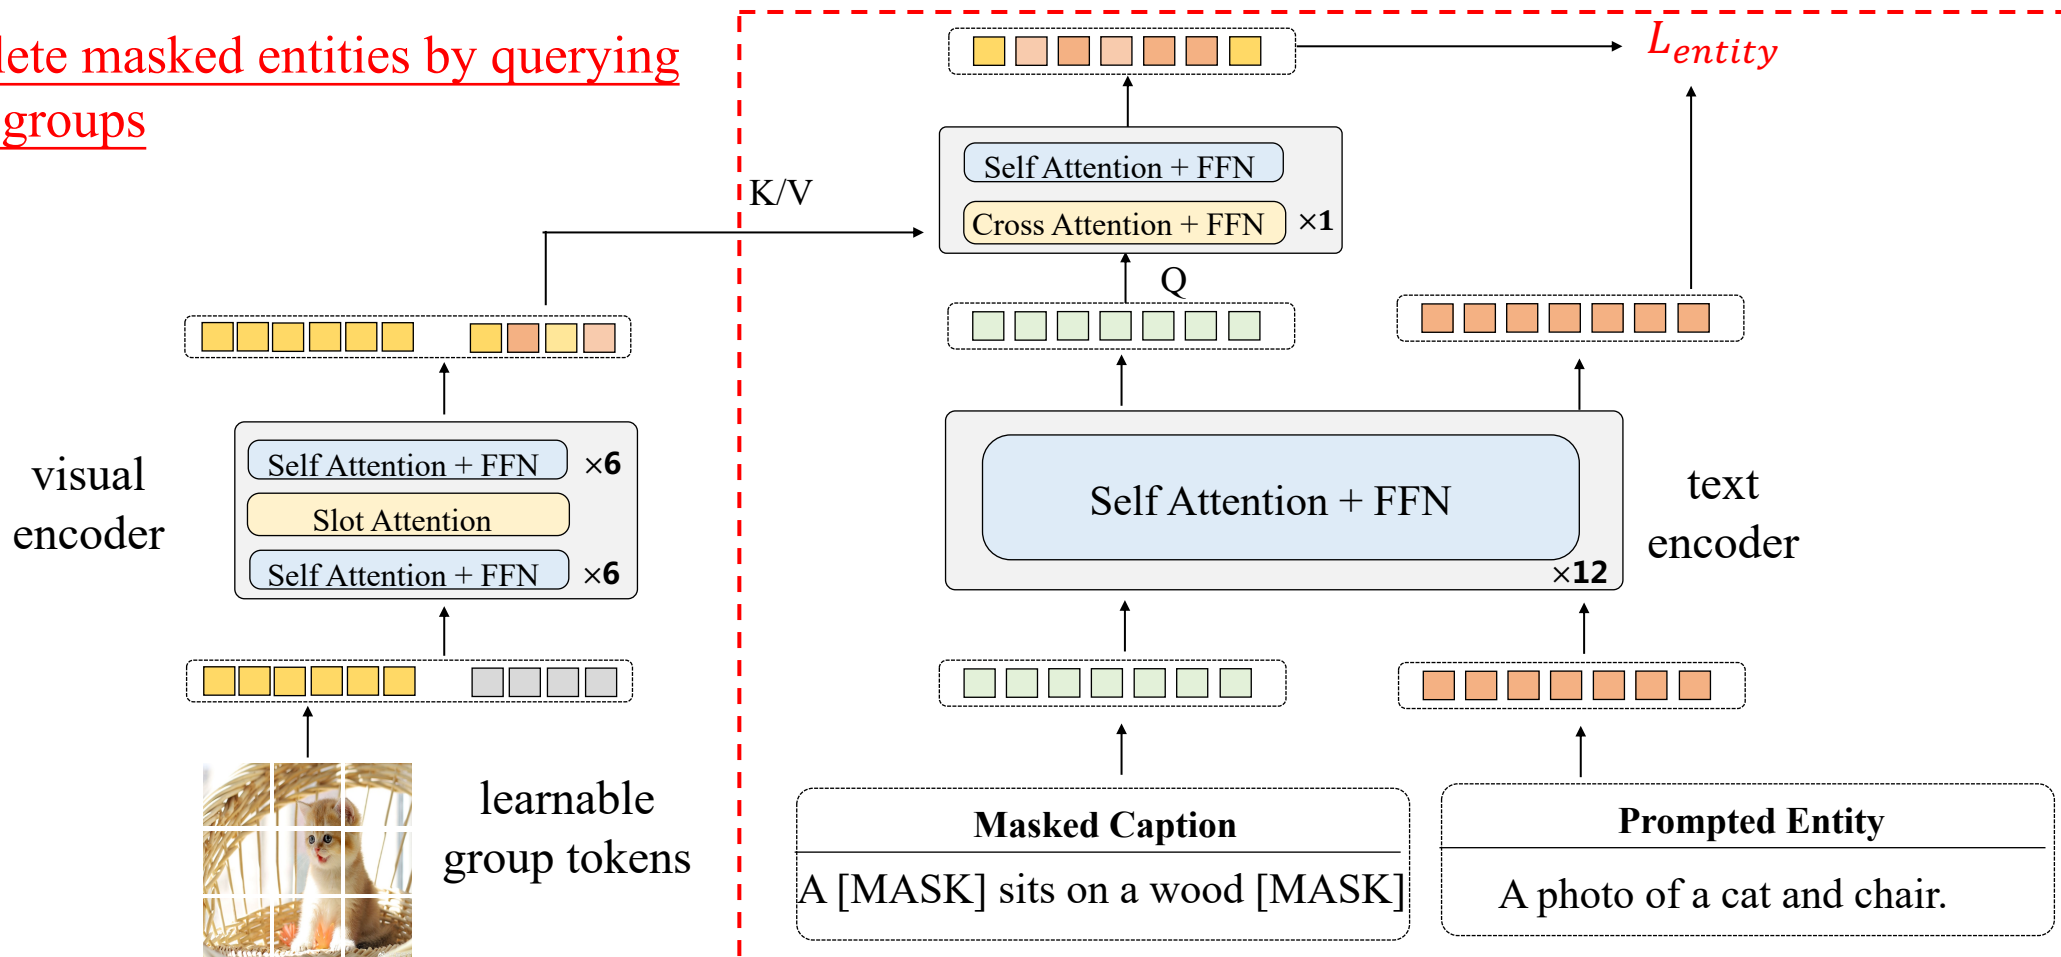 masked entities by querying
groups
L_entity
Self Attention + FFN
Cross Attention + FFN ×1
K/V
Q
visual
encoder
Self Attention + FFN ×6
Slot Attention
Self Attention + FFN ×6
Self Attention + FFN
×12
text
encoder
learnable
group tokens
Masked Caption
A [MASK] sits on a wood [MASK]
Prompted Entity
A photo of a cat and chair.